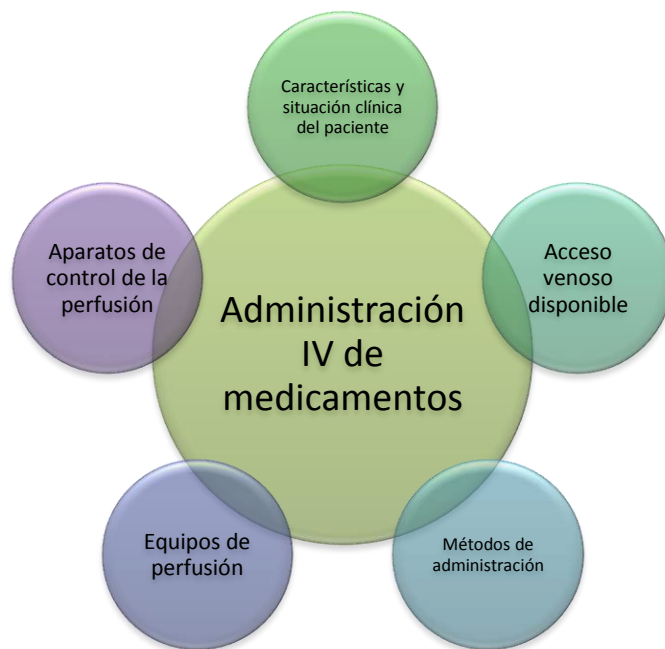 Características y
situación clínica
del paciente
Aparatos de
control de la
perfusión
Acceso
venoso
disponible
Administración
IV de
medicamentos
Equipos de
perfusión
Métodos de
administración